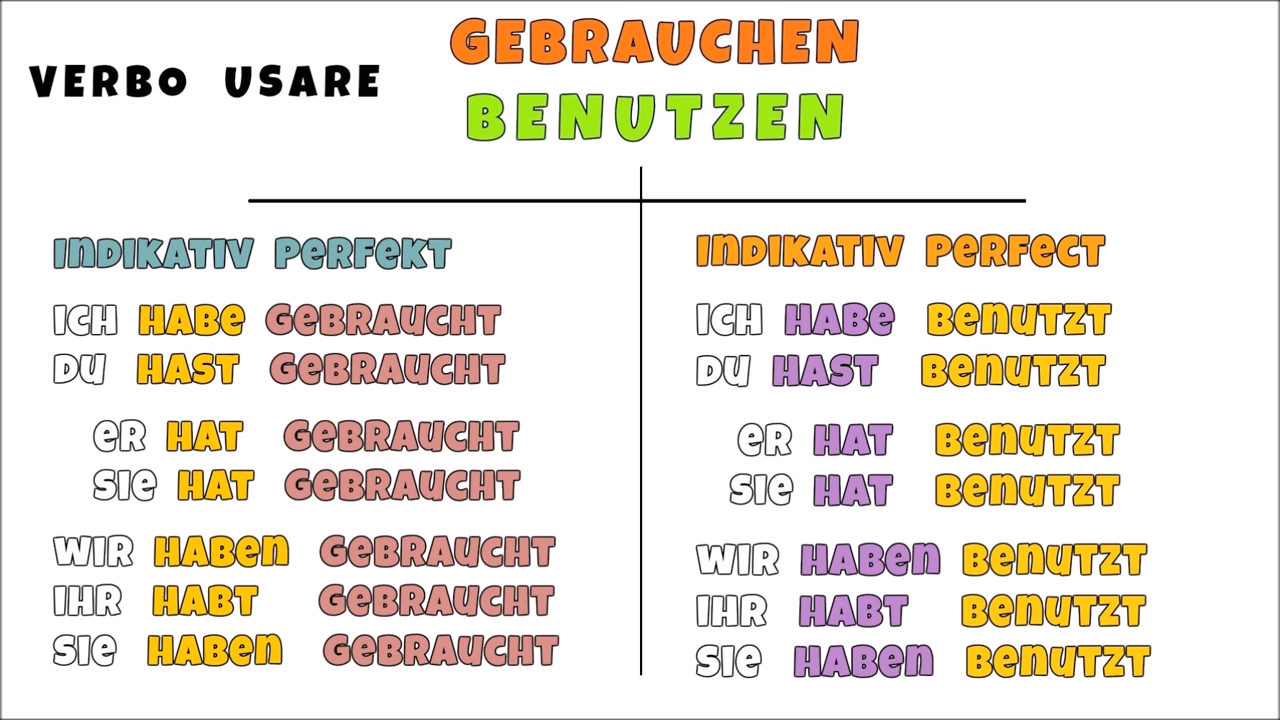 VERBO USARE
GEBRAUCHEN
BENUTZEN
INDIKATIV PERFEKT
ICH HABE GEBRAUCHT
DU HAST GEBRAUCHT
ER HAT GEBRAUCHT
SIE HAT GEBRAUCHT
WIR HABEN GEBRAUCHT
IHR HABT GEBRAUCHT
SIE HABEN GEBRAUCHT
INDIKATIV PERFECT
ICH HABE BENUTZT
DU HAST BENUTZT
ER HAT BENUTZT
SIE HAT BENUTZT
WIR HABEN BENUTZT
IHR HABT BENUTZT
SIE HABEN BENUTZT